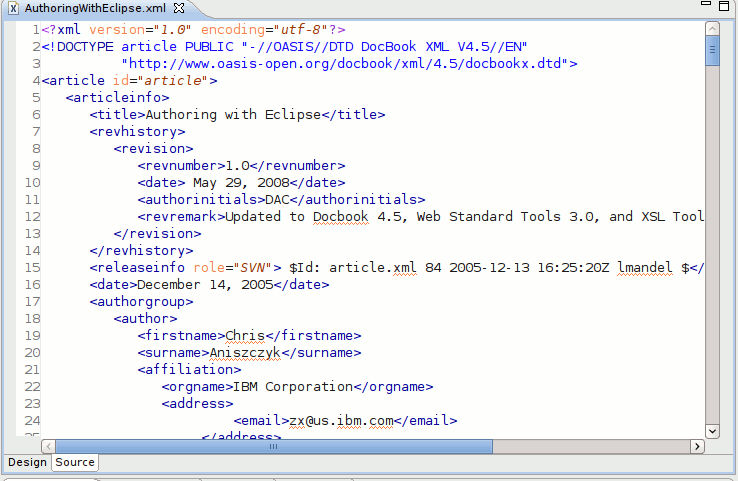 AuthoringWithEclipse.xml
1 <?xml version="1.0" encoding="utf-8"?>
2 <!DOCTYPE article PUBLIC "-//OASIS//DTD DocBook XML V4.5//EN"
3 "http://www.oasis-open.org/docbook/xml/4.5/docbookx.dtd">
4 <article id="article">
5 <articleinfo>
6 <title>Authoring with Eclipse</title>
7 <revhistory>
8 <revision>
9 <revnumber>1.0</revnumber>
10 <date> May 29, 2008</date>
11 <authorinitials>DAC</authorinitials>
12 <revremark>Updated to Docbook 4.5, Web Standard Tools 3.0, and XSL Tool
13 </revision>
14 </revhistory>
15 <releaseinfo role="SVN"> $Id: article.xml 84 2005-12-13 16:25:20Z lmandel $</
16 <date>December 14, 2005</date>
17 <authorgroup>
18 <author>
19 <firstname>Chris</firstname>
20 <surname>Aniszczyk</surname>
21 <affiliation>
22 <orgname>IBM Corporation</orgname>
23 <address>
24 <email>zx@us.ibm.com</email>
25 </address>
Design Source